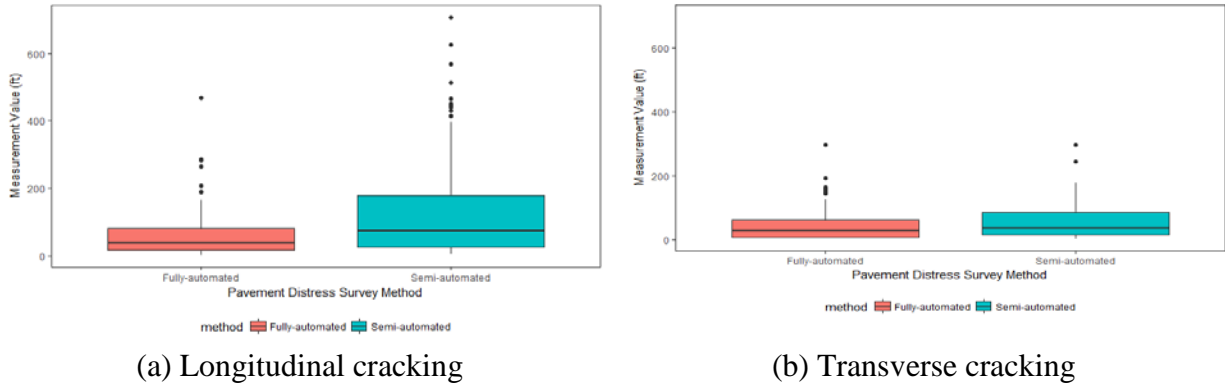 Measurement Value (ft)
600
400
200
0
Fully-automated Semi-automated
Pavement Distress Survey Method
method Fully-automated Semi-automated
(a) Longitudinal cracking
Measurement Value (ft)
600
400
200
0
Fully-automated Semi-automated
Pavement Distress Survey Method
method Fully-automated Semi-automated
(b) Transverse cracking